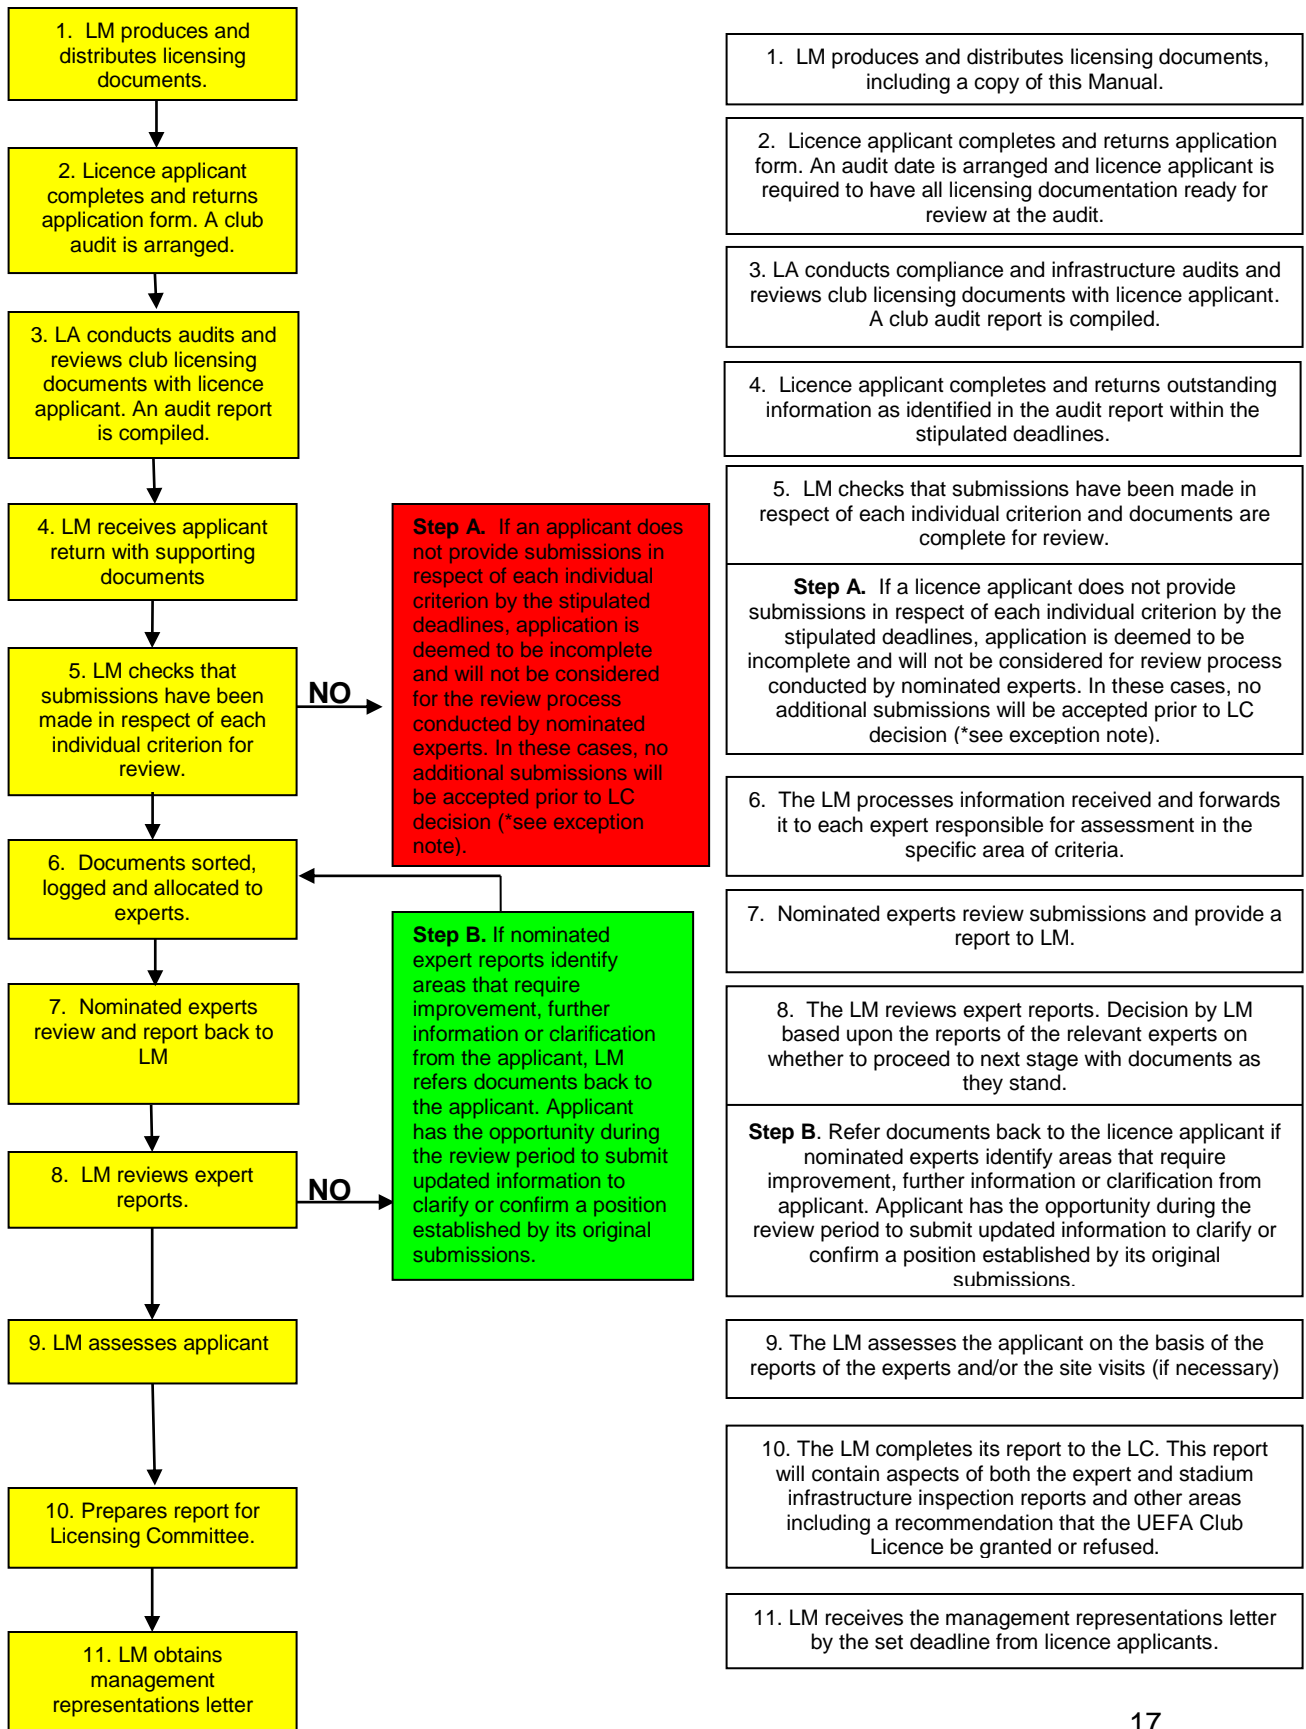 1. LM produces and
distributes licensing
documents.
2. Licence applicant
completes and returns
application form. A club
audit is arranged.
3. LA conducts audits and
reviews club licensing
documents with licence
applicant. An audit report
is compiled.
4. LM receives applicant
return with supporting
documents
5. LM checks that
submissions have been
made in respect of each
individual criterion for
review.
NO
Step A. If an applicant does
not provide submissions in
respect of each individual
criterion by the stipulated
deadlines, application is
deemed to be incomplete
and will not be considered
for the review process
conducted by nominated
experts. In these cases, no
additional submissions will
be accepted prior to LC
decision (*see exception
note).
6. Documents sorted,
logged and allocated to
experts.
7. Nominated experts
review and report back to
LM
8. LM reviews expert
reports.
NO
Step B. If nominated
expert reports identify
areas that require
improvement, further
information or clarification
from the applicant, LM
refers documents back to
the applicant. Applicant
has the opportunity during
the review period to submit
updated information to
clarify or confirm a position
established by its original
submissions.
9. LM assesses applicant
10. Prepares report for
Licensing Committee.
11. LM obtains
management
representations letter
1. LM produces and distributes licensing documents,
including a copy of this Manual.
2. Licence applicant completes and returns application
form. An audit date is arranged and licence applicant is
required to have all licensing documentation ready for
review at the audit.
3. LA conducts compliance and infrastructure audits and
reviews club licensing documents with licence applicant.
A club audit report is compiled.
4. Licence applicant completes and returns outstanding
information as identified in the audit report within the
stipulated deadlines.
5. LM checks that submissions have been made in
respect of each individual criterion and documents are
complete for review.
Step A. If a licence applicant does not provide
submissions in respect of each individual criterion by the
stipulated deadlines, application is deemed to be
incomplete and will not be considered for review process
conducted by nominated experts. In these cases, no
additional submissions will be accepted prior to LC
decision (*see exception note).
6. The LM processes information received and forwards
it to each expert responsible for assessment in the
specific area of criteria.
7. Nominated experts review submissions and provide a
report to LM.
8. The LM reviews expert reports. Decision by LM
based upon the reports of the relevant experts on
whether to proceed to next stage with documents as
they stand.
Step B. Refer documents back to the licence applicant if
nominated experts identify areas that require
improvement, further information or clarification from
applicant. Applicant has the opportunity during the
review period to submit updated information to clarify or
confirm a position established by its original
submissions.
9. The LM assesses the applicant on the basis of the
reports of the experts and/or the site visits (if necessary)
10. The LM completes its report to the LC. This report
will contain aspects of both the expert and stadium
infrastructure inspection reports and other areas
including a recommendation that the UEFA Club
Licence be granted or refused.
11. LM receives the management representations letter
by the set deadline from licence applicants.
17